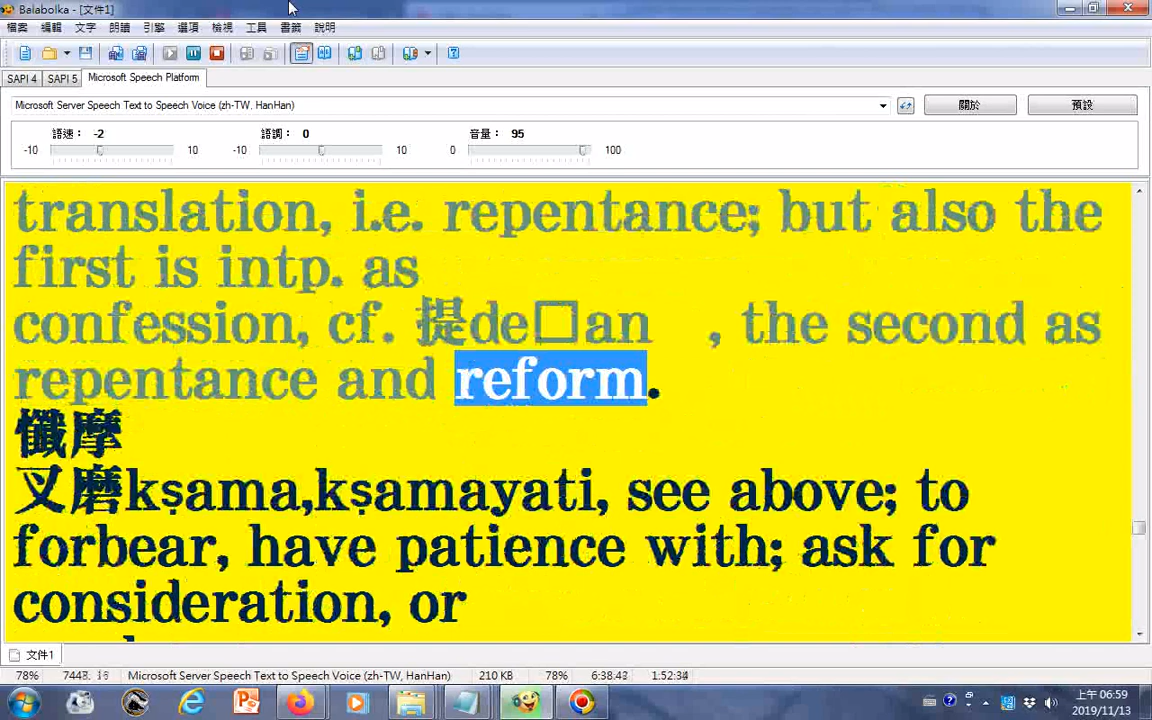 Balabolka - [文件1]
檔案 編輯 文字 朗讀 引擎 選項 檢視 工具 書籤 說明
SAPI 4 SAPI 5 Microsoft Speech Platform
Microsoft Server Speech Text to Speech Voice (zh-TW, HanHan) 關於 預設
語速： -2 語調： 0 音量： 95
-10 10 -10 10 0 100
translation, i.e. repentance; but also the
first is intp. as
confession, cf. 提de□an , the second as
repentance and reform.
懺摩
叉磨kṣama,kṣamayati, see above; to
forbear, have patience with; ask for
consideration, or
文件1
78% Microsoft Server Speech Text to Speech Voice (zh-TW, HanHan) 210 KB 78% 6:38:43 1:52:34
上午 06:59
2019/11/13